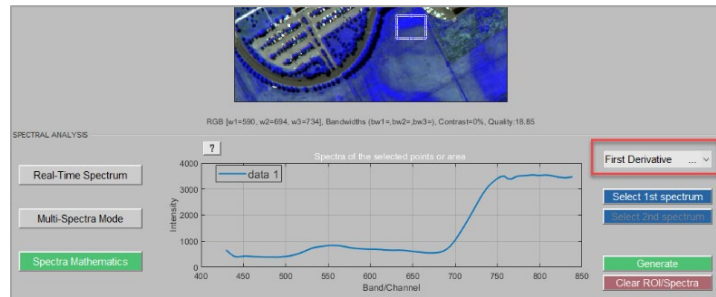 RGB [w1=590, w2=694, w3=734], Bandwidths (bw1=,bw2=,bw3=), Contrast=0%, Quality:18.85
SPECTRAL ANALYSIS
?
Spectra of the selected points or area
First Derivative ...
Real-Time Spectrum
Multi-Spectra Mode
Spectra Mathematics
data 1
Intensity
4000
3000
2000
1000
0
400 450 500 550 600 650 700 750 800 850
Band/Channel
Select 1st spectrum
Select 2nd spectrum
Generate
Clear ROI/Spectra